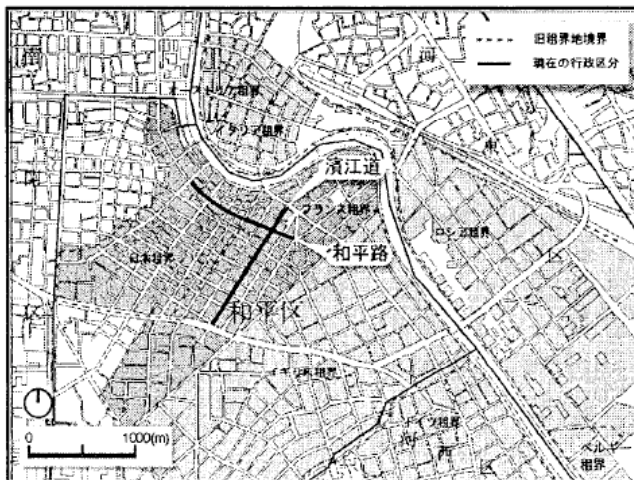 旧租界地境界
現在の行政区分
河
オーストリア租界
イタリア租界
東
濱江道
フランス租界
ロシア租界
日本租界
和平路
区
区
和平区
イギリス租界
ドイツ租界
河
西
区
ベルギー
租界
0
1000(m)